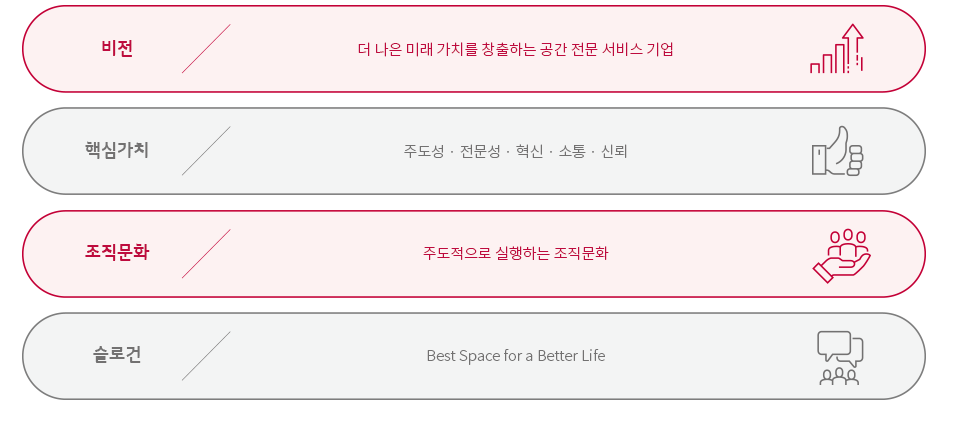 비전
더 나은 미래 가치를 창출하는 공간 전문 서비스 기업
핵심가치
주도성 · 전문성 · 혁신 · 소통 · 신뢰
조직문화
주도적으로 실행하는 조직문화
슬로건
Best Space for a Better Life